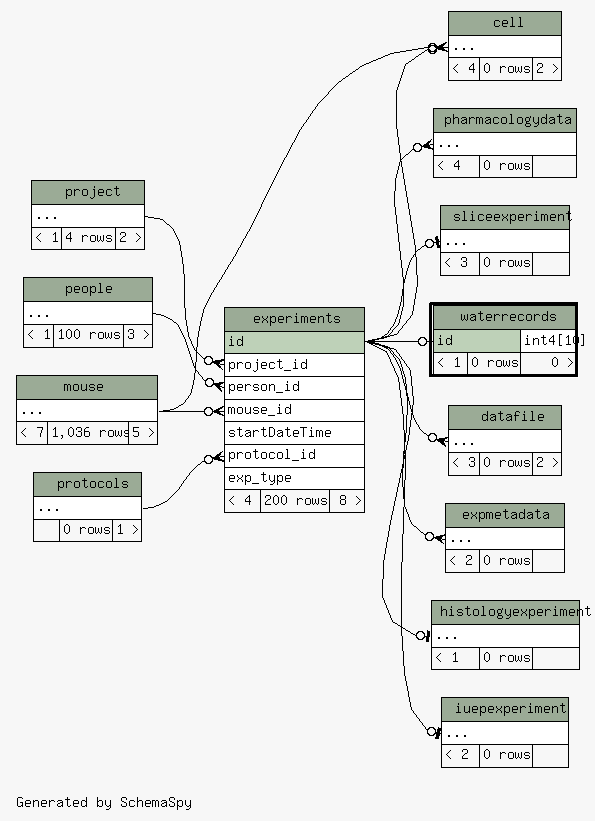 cell
...
< 4 0 rows 2 >
pharmacologydata
...
< 4 0 rows
project
...
< 1 4 rows 2 >
sliceexperiment
...
< 3 0 rows
people
...
< 1 100 rows 3 >
experiments
id
project_id
person_id
mouse_id
startDateTime
protocol_id
exp_type
< 4 200 rows 8 >
waterrecords
id int4[10]
< 1 0 rows 0 >
mouse
...
< 7 1,036 rows 5 >
datafile
...
< 3 0 rows 2 >
protocols
...
0 rows 1 >
expmetadata
...
< 2 0 rows
histologyexperiment
...
< 1 0 rows
iuepexperiment
...
< 2 0 rows
Generated by SchemaSpy